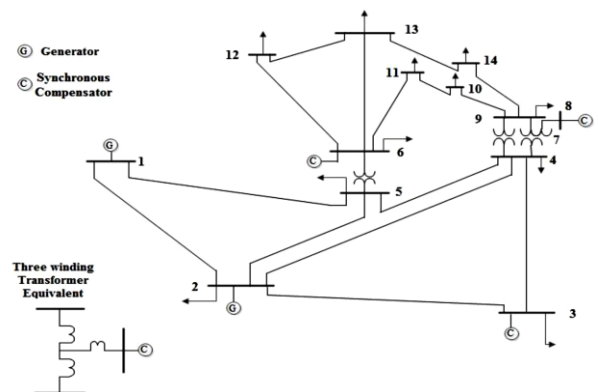 G Generator
C Synchronous
Compensator
13
12
14
11
10
8
9
C
7
G
1
6
C
4
5
Three winding
Transformer
Equivalent
2
G
3
C
C